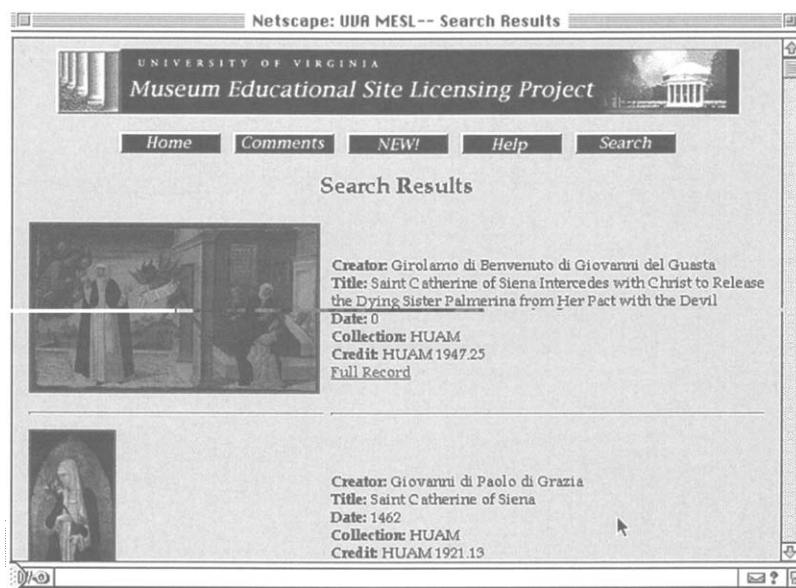 Netscape: UVA MESL-- Search Results
UNIVERSITY OF VIRGINIA
Museum Educational Site Licensing Project
Home Comments NEW! Help Search
Search Results
Creator: Girolamo di Benvenuto di Giovanni del Guasta
Title: Saint Catherine of Siena Intercedes with Christ to Release
the Dying Sister Palmerina from Her Pact with the Devil
Date: 0
Collection: HUAM
Credit: HUAM 1947.25
Full Record
Creator: Giovanni di Paolo di Grazia
Title: Saint Catherine of Siena
Date: 1462
Collection: HUAM
Credit: HUAM 1921.13
?